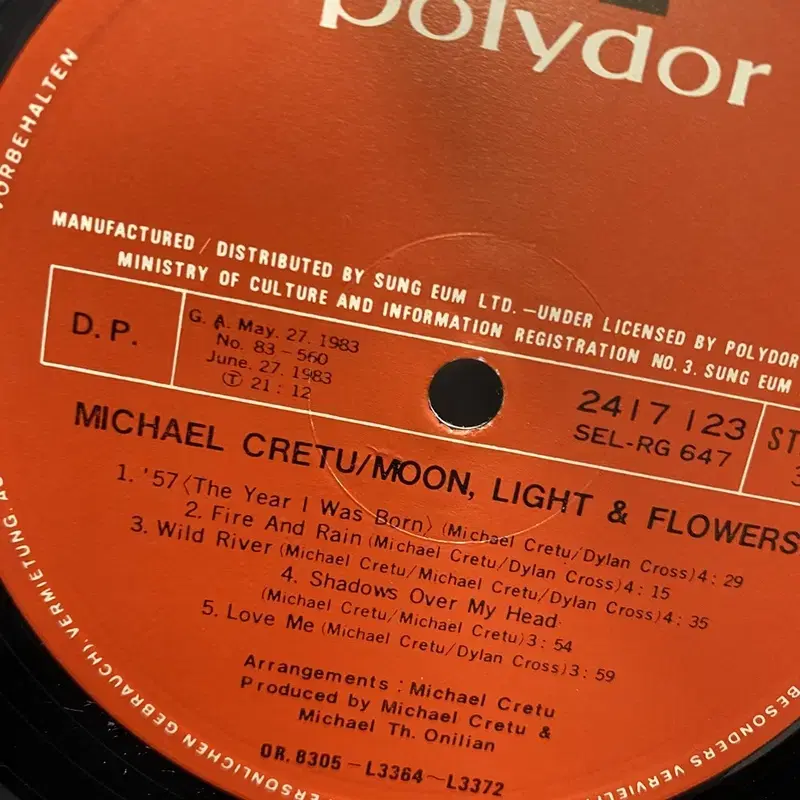 polydor
VORBEHALTEN
MANUFACTURED / DISTRIBUTED BY SUNG EUM LTD. —UNDER LICENSED BY POLYDOR
MINISTRY OF CULTURE AND INFORMATION REGISTRATION NO. 3. SUNG EUM
D.P.
G. A. May. 27. 1983
No. 83-560
June. 27. 1983
Ⓣ 21 : 12
2417 123
SEL-RG 647
ST
3
MICHAEL CRETU/MOON, LIGHT & FLOWERS
1. '57〈The Year I Was Born〉(Michael Cretu/Dylan Cross)4 : 29
2. Fire And Rain (Michael Cretu/Dylan Cross)4 : 15
3. Wild River (Michael Cretu/Michael Cretu/Dylan Cross)4 : 35
4. Shadows Over My Head
(Michael Cretu/Michael Cretu)3 : 54
5. Love Me (Michael Cretu/Dylan Cross)3 : 59
Arrangements : Michael Cretu
Produced by Michael Cretu &
Michael Th. Onilian
OR. 8305 – L3364 ~ L3372
PERSÖNLICHEN GEBRAUCH), VERMIETUNG, AU
BESONDERS VERVIEL